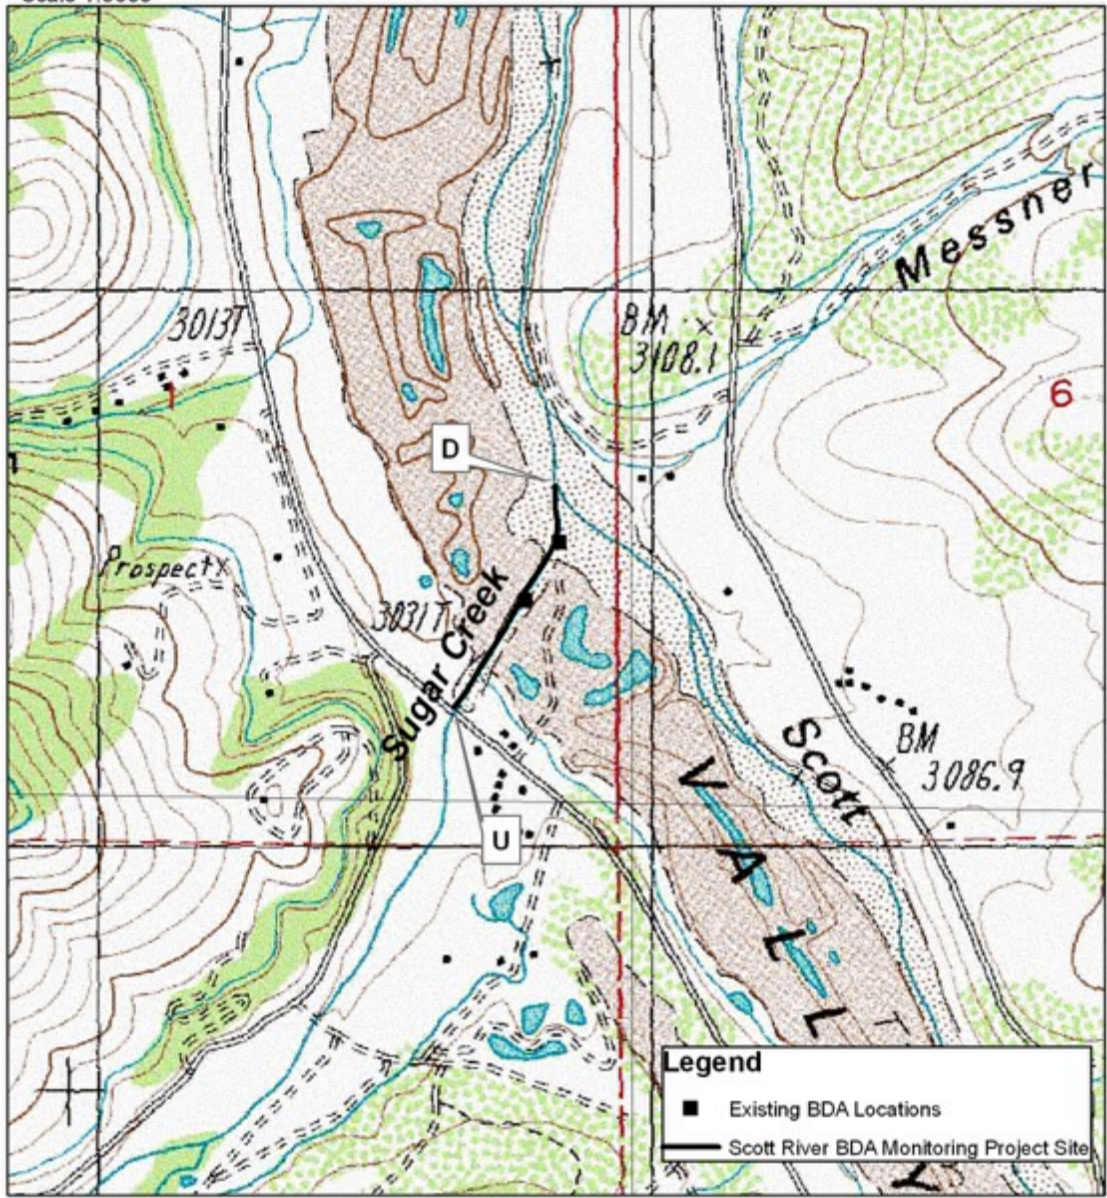 Messner
3013T
BM
3108.1
1
6
D
Prospect
3031T
Sugar Creek
Scott
BM
3086.9
VALLEY
U
T
Legend
Existing BDA Locations
Scott River BDA Monitoring Project Site